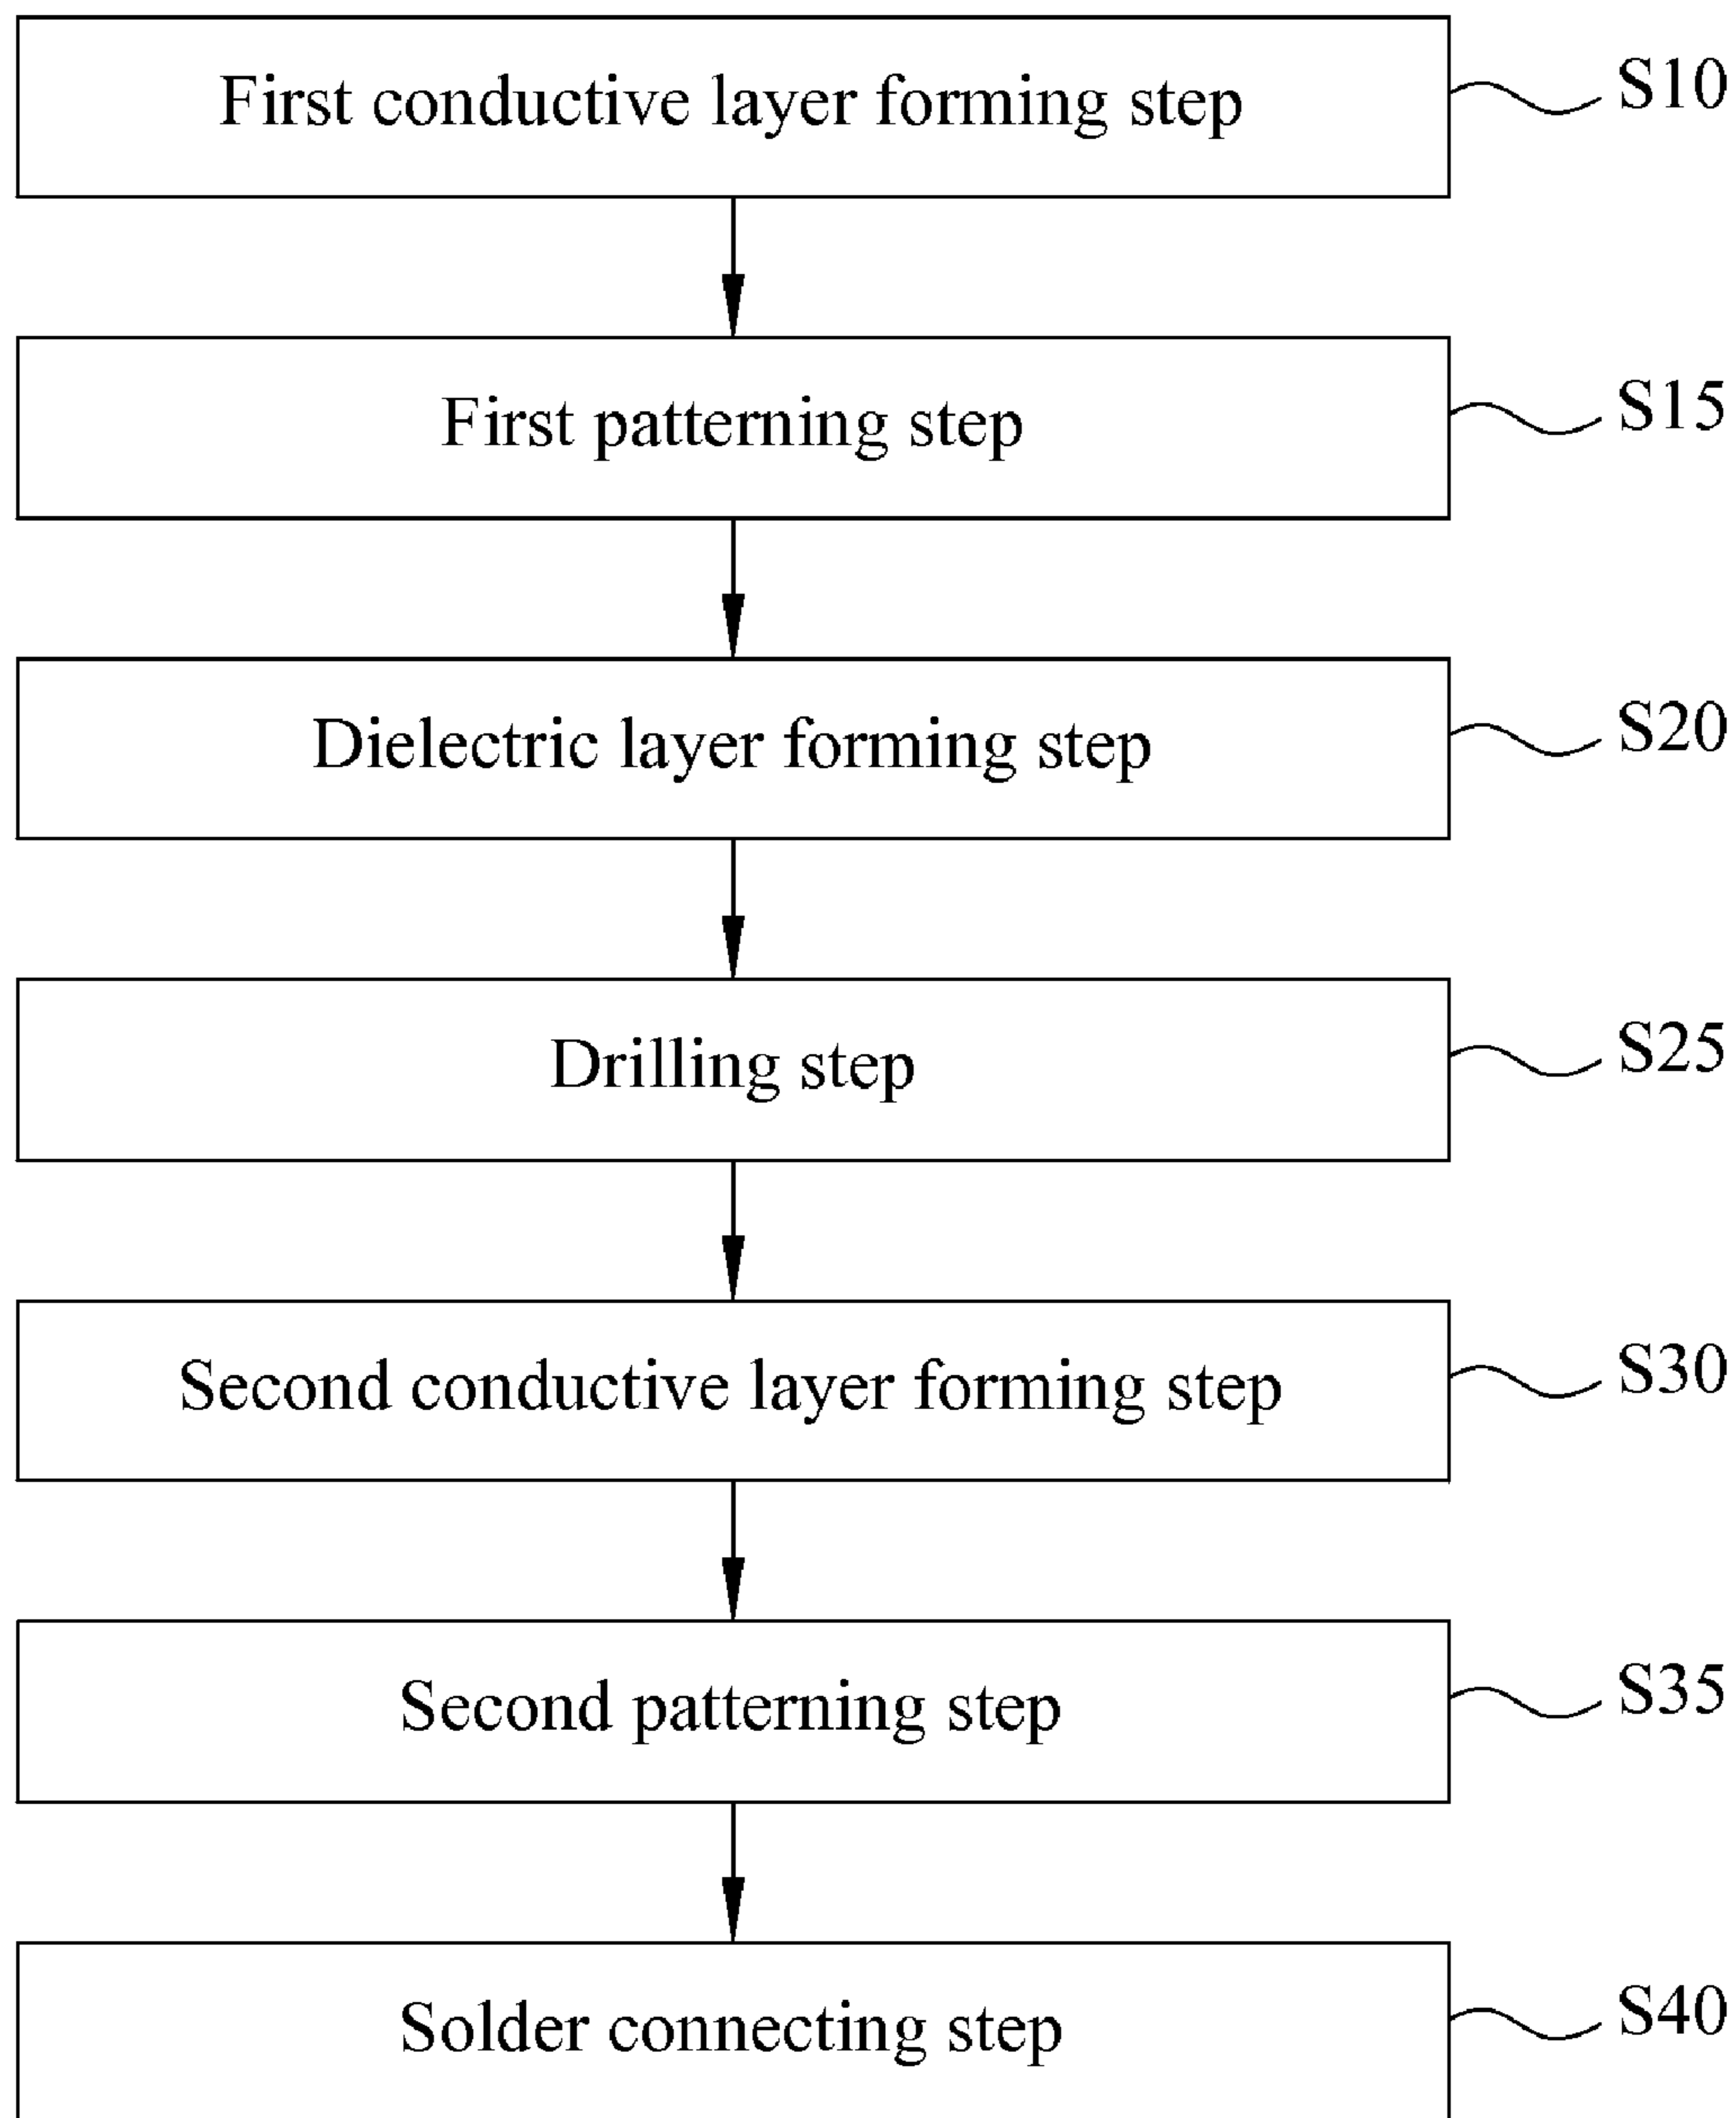 First conductive layer forming step S10
First patterning step S15
Dielectric layer forming step S20
Drilling step S25
Second conductive layer forming step S30
Second patterning step S35
Solder connecting step S40